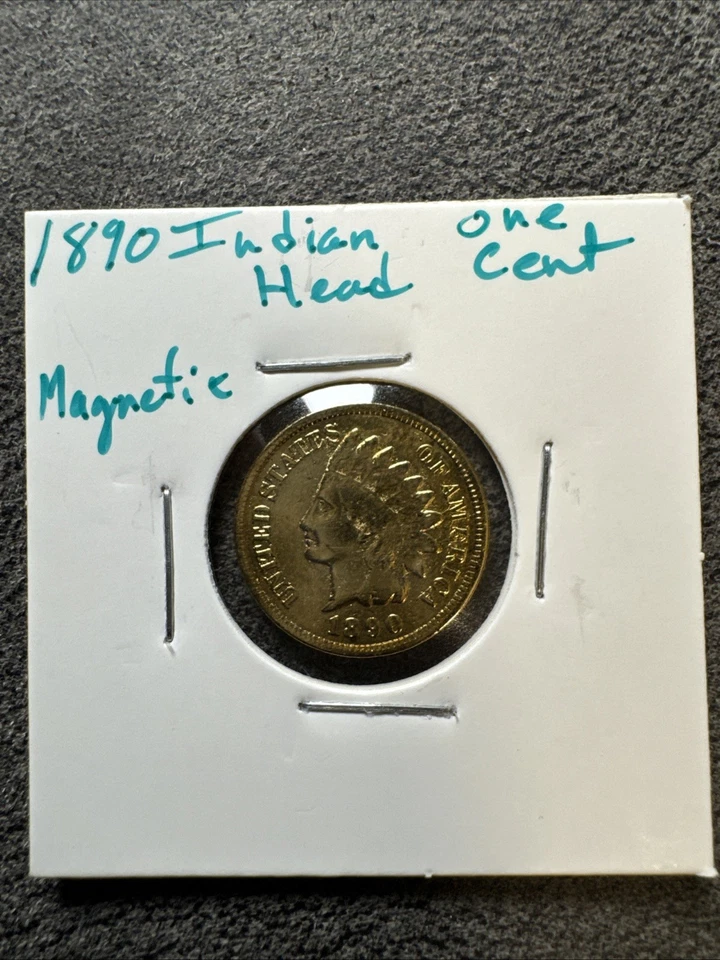 1890 Indian Head
one Cent
Magnetic
UNITED STATES OF AMERICA
1890